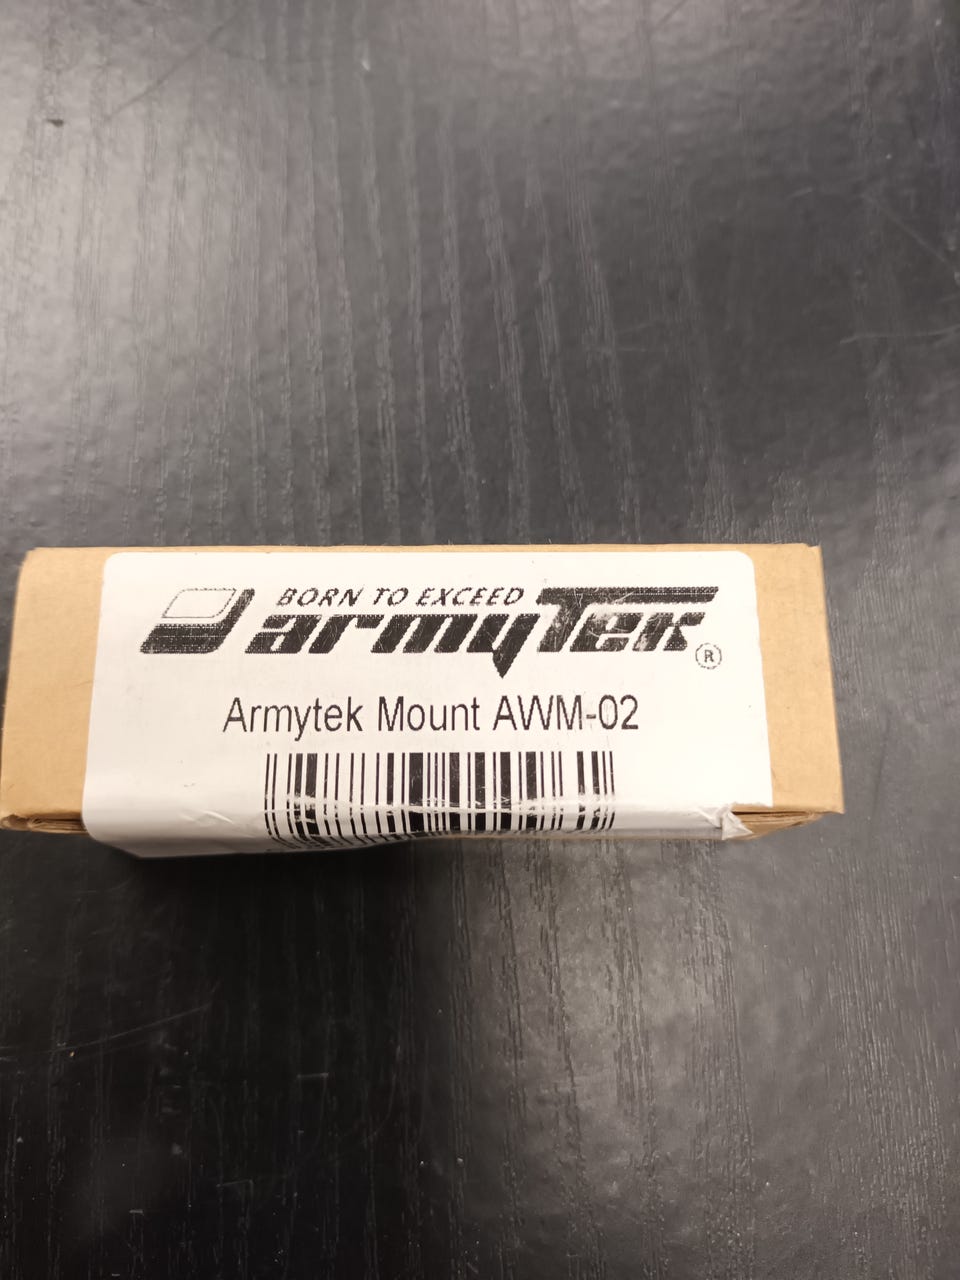 BORN TO EXCEED
armyTek®
Armytek Mount AWM-02